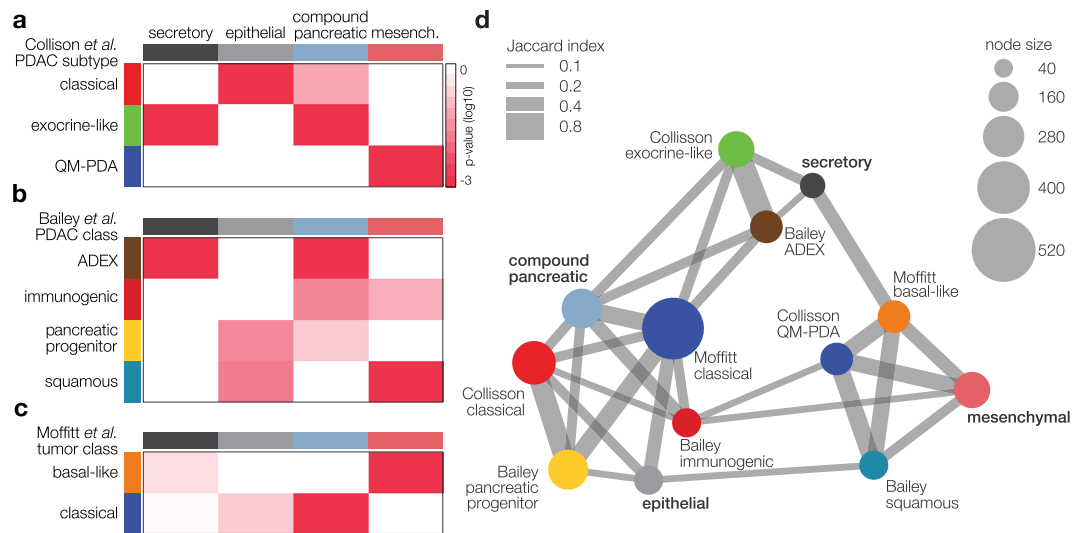 a
secretory
epithelial
compound
pancreatic
mesench.
Collison et al.
PDAC subtype
classical
exocrine-like
QM-PDA
0
p-value (log10)
-3
b
Bailey et al.
PDAC class
ADEX
immunogenic
pancreatic
progenitor
squamous
c
Moffitt et al.
tumor class
basal-like
classical
d
Jaccard index
0.1
0.2
0.4
0.8
node size
40
160
280
400
520
Collisson
exocrine-like
secretory
Bailey
ADEX
compound
pancreatic
Moffitt
basal-like
Collisson
QM-PDA
Moffitt
classical
Collisson
classical
mesenchymal
Bailey
immunogenic
Bailey
pancreatic
progenitor
epithelial
Bailey
squamous